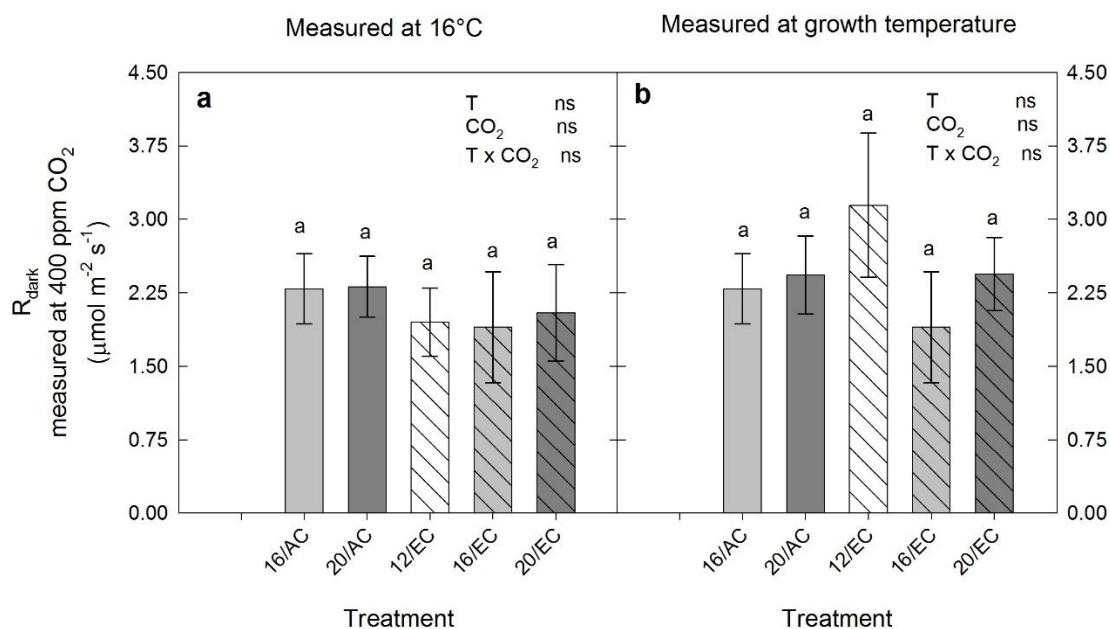 Measured at 16°C
Measured at growth temperature
R_dark
measured at 400 ppm CO₂
(μmol m⁻² s⁻¹)
4.50
3.75
3.00
2.25
1.50
0.75
0.00
a
T ns
CO₂ ns
T x CO₂ ns
a
a
a
a
a
16/AC
20/AC
12/EC
16/EC
20/EC
Treatment
b
T ns
CO₂ ns
T x CO₂ ns
a
a
a
a
a
16/AC
20/AC
12/EC
16/EC
20/EC
Treatment
4.50
3.75
3.00
2.25
1.50
0.75
0.00